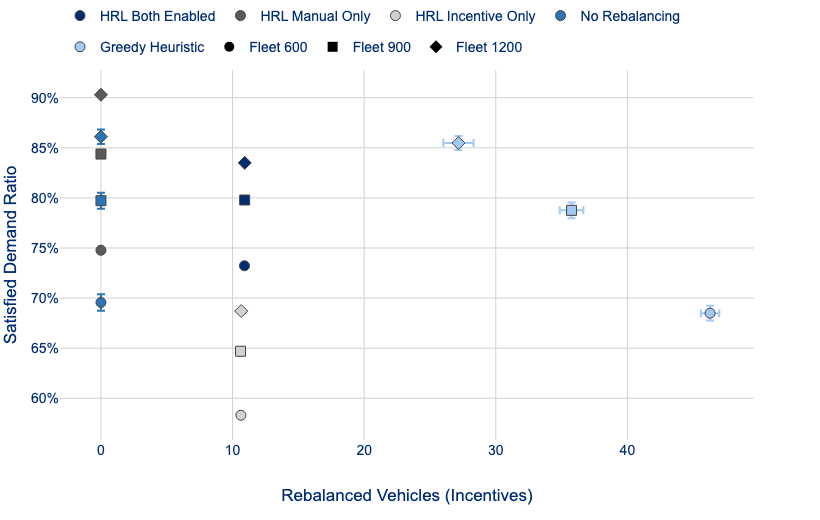 HRL Both Enabled HRL Manual Only HRL Incentive Only No Rebalancing
Greedy Heuristic Fleet 600 Fleet 900 Fleet 1200
90%
85%
80%
75%
70%
65%
60%
Satisfied Demand Ratio
0 10 20 30 40
Rebalanced Vehicles (Incentives)